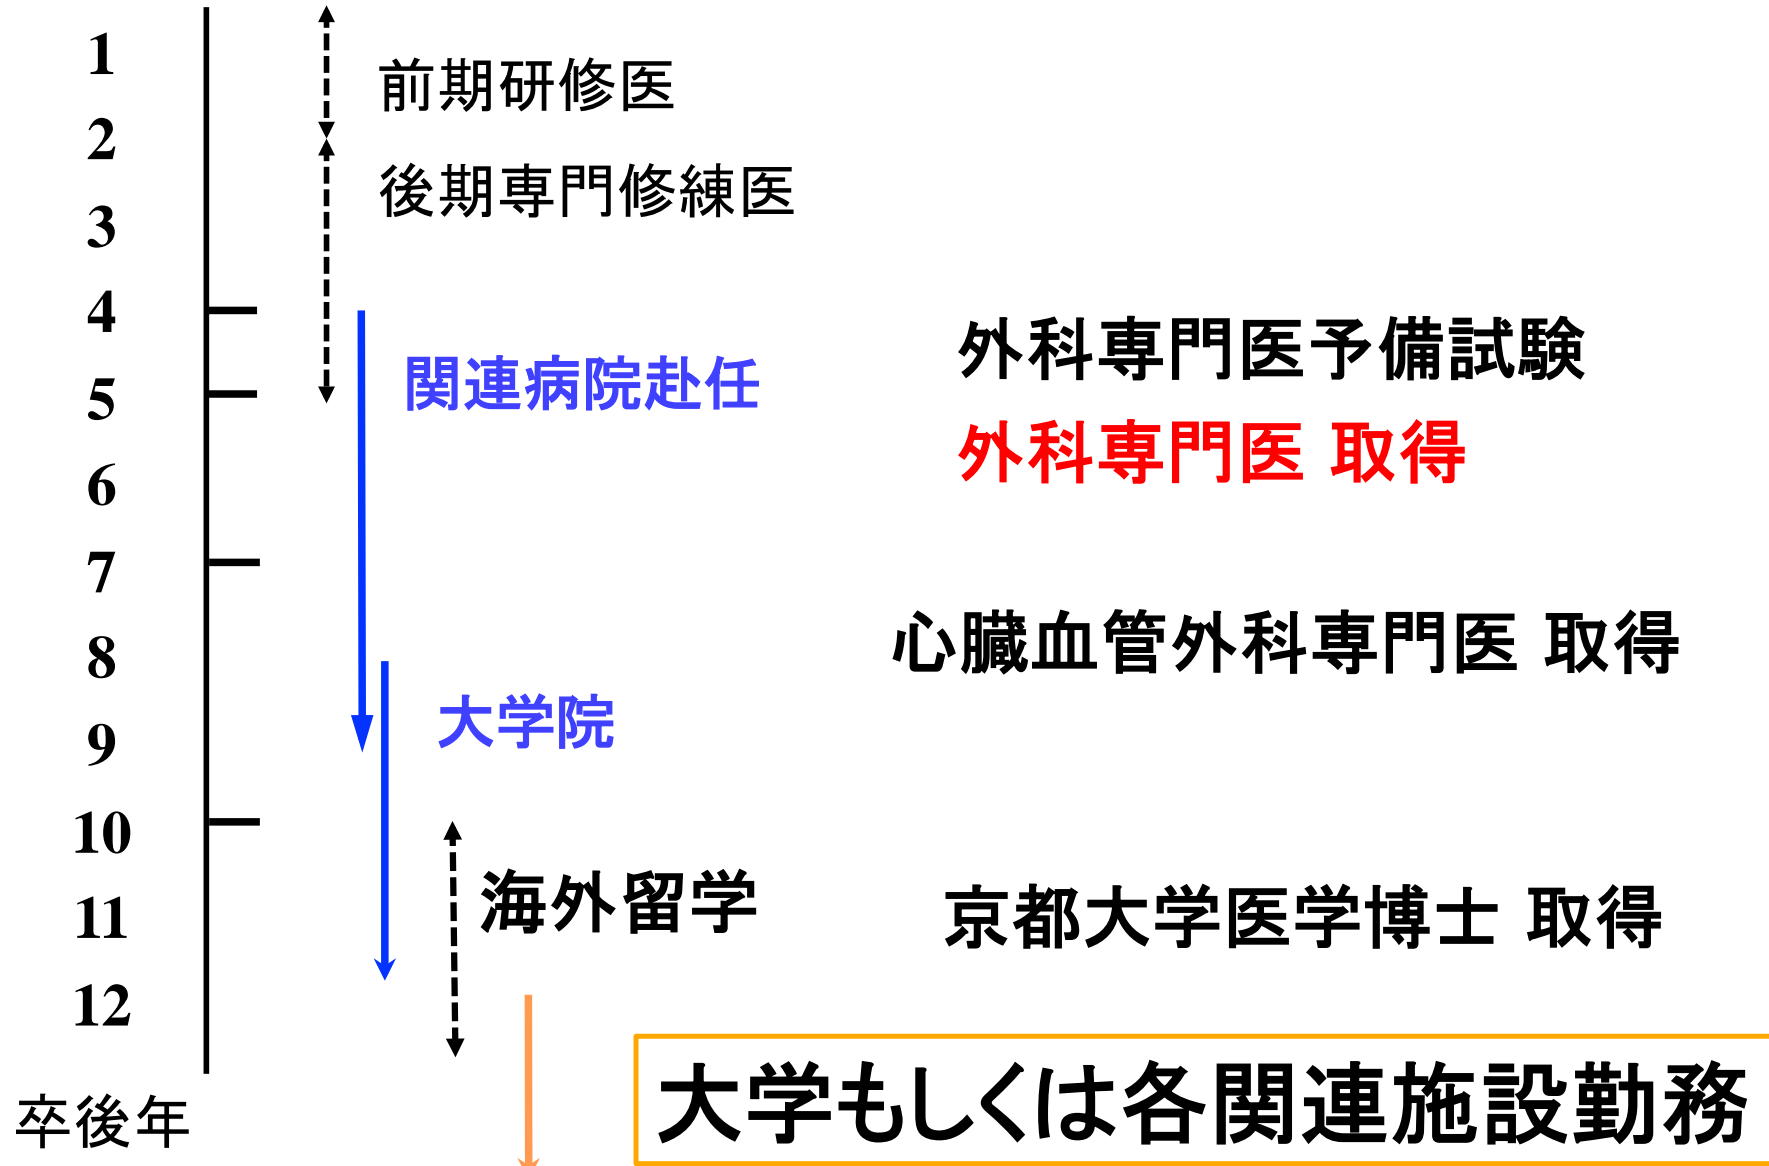 1
前期研修医
2
後期専門修練医
3
4
外科専門医予備試験
関連病院赴任
5
外科専門医 取得
6
7
心臓血管外科専門医 取得
8
大学院
9
10
海外留学
京都大学医学博士 取得
11
12
大学もしくは各関連施設勤務
卒後年